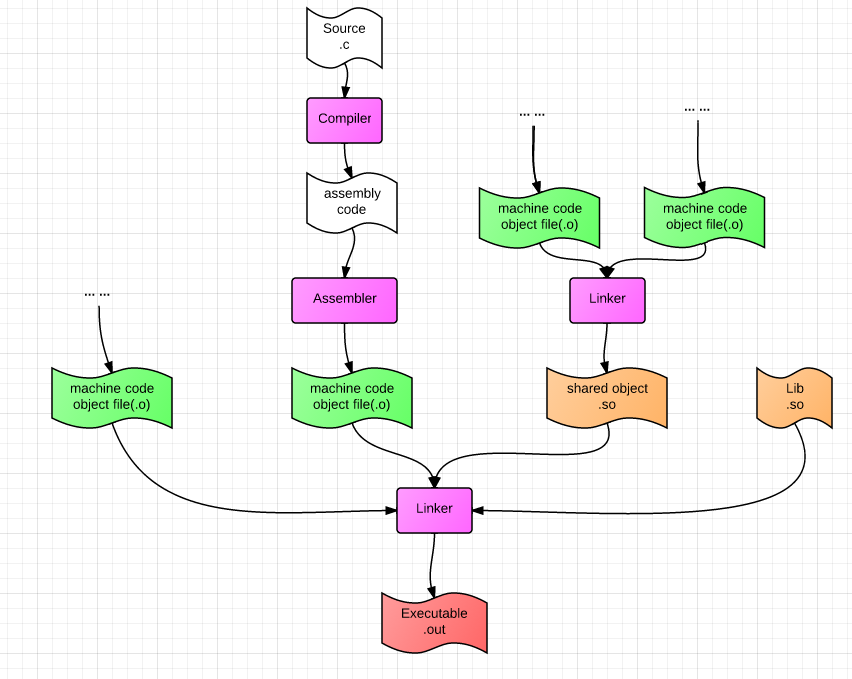 Source
.c
Compiler
... ...
... ...
assembly
code
machine code
object file(.o)
machine code
object file(.o)
... ...
Assembler
Linker
machine code
object file(.o)
machine code
object file(.o)
shared object
.so
Lib
.so
Linker
Executable
.out